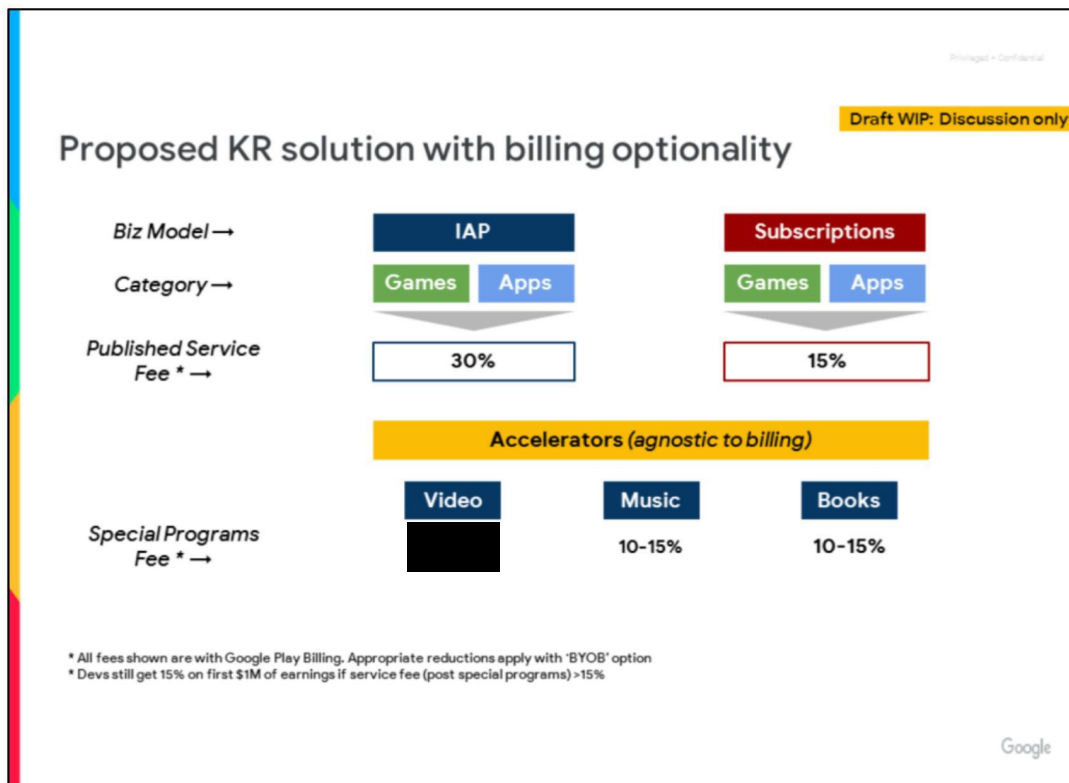 Privileged + Confidential
Draft WIP: Discussion only
Proposed KR solution with billing optionality
Biz Model →
IAP
Subscriptions
Category →
Games
Apps
Games
Apps
Published Service
Fee * →
30%
15%
Accelerators (agnostic to billing)
Video
Music
Books
Special Programs
Fee * →
10-15%
10-15%
* All fees shown are with Google Play Billing. Appropriate reductions apply with 'BYOB' option
* Devs still get 15% on first $1M of earnings if service fee (post special programs) >15%
Google